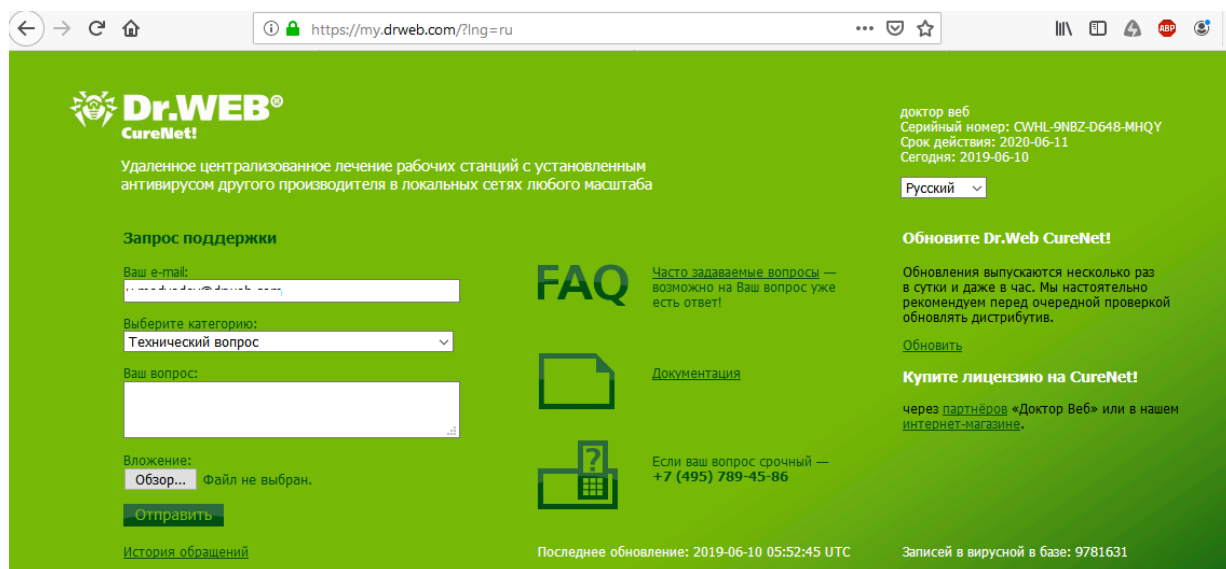 https://my.drweb.com/?lng=ru
ABP
Dr.WEB®
CureNet!
Удаленное централизованное лечение рабочих станций с установленным
антивирусом другого производителя в локальных сетях любого масштаба
доктор веб
Серийный номер: CWHL-9NBZ-D648-MHQY
Срок действия: 2020-06-11
Сегодня: 2019-06-10
Русский
Запрос поддержки
Ваш e-mail:
Выберите категорию:
Технический вопрос
Ваш вопрос:
Вложение:
Обзор... Файл не выбран.
Отправить
История обращений
FAQ
Часто задаваемые вопросы —
возможно на Ваш вопрос уже
есть ответ!
Документация
?
Если ваш вопрос срочный —
+7 (495) 789-45-86
Последнее обновление: 2019-06-10 05:52:45 UTC
Обновите Dr.Web CureNet!
Обновления выпускаются несколько раз
в сутки и даже в час. Мы настоятельно
рекомендуем перед очередной проверкой
обновлять дистрибутив.
Обновить
Купите лицензию на CureNet!
через партнёров «Доктор Веб» или в нашем
интернет-магазине.
Записей в вирусной в базе: 9781631